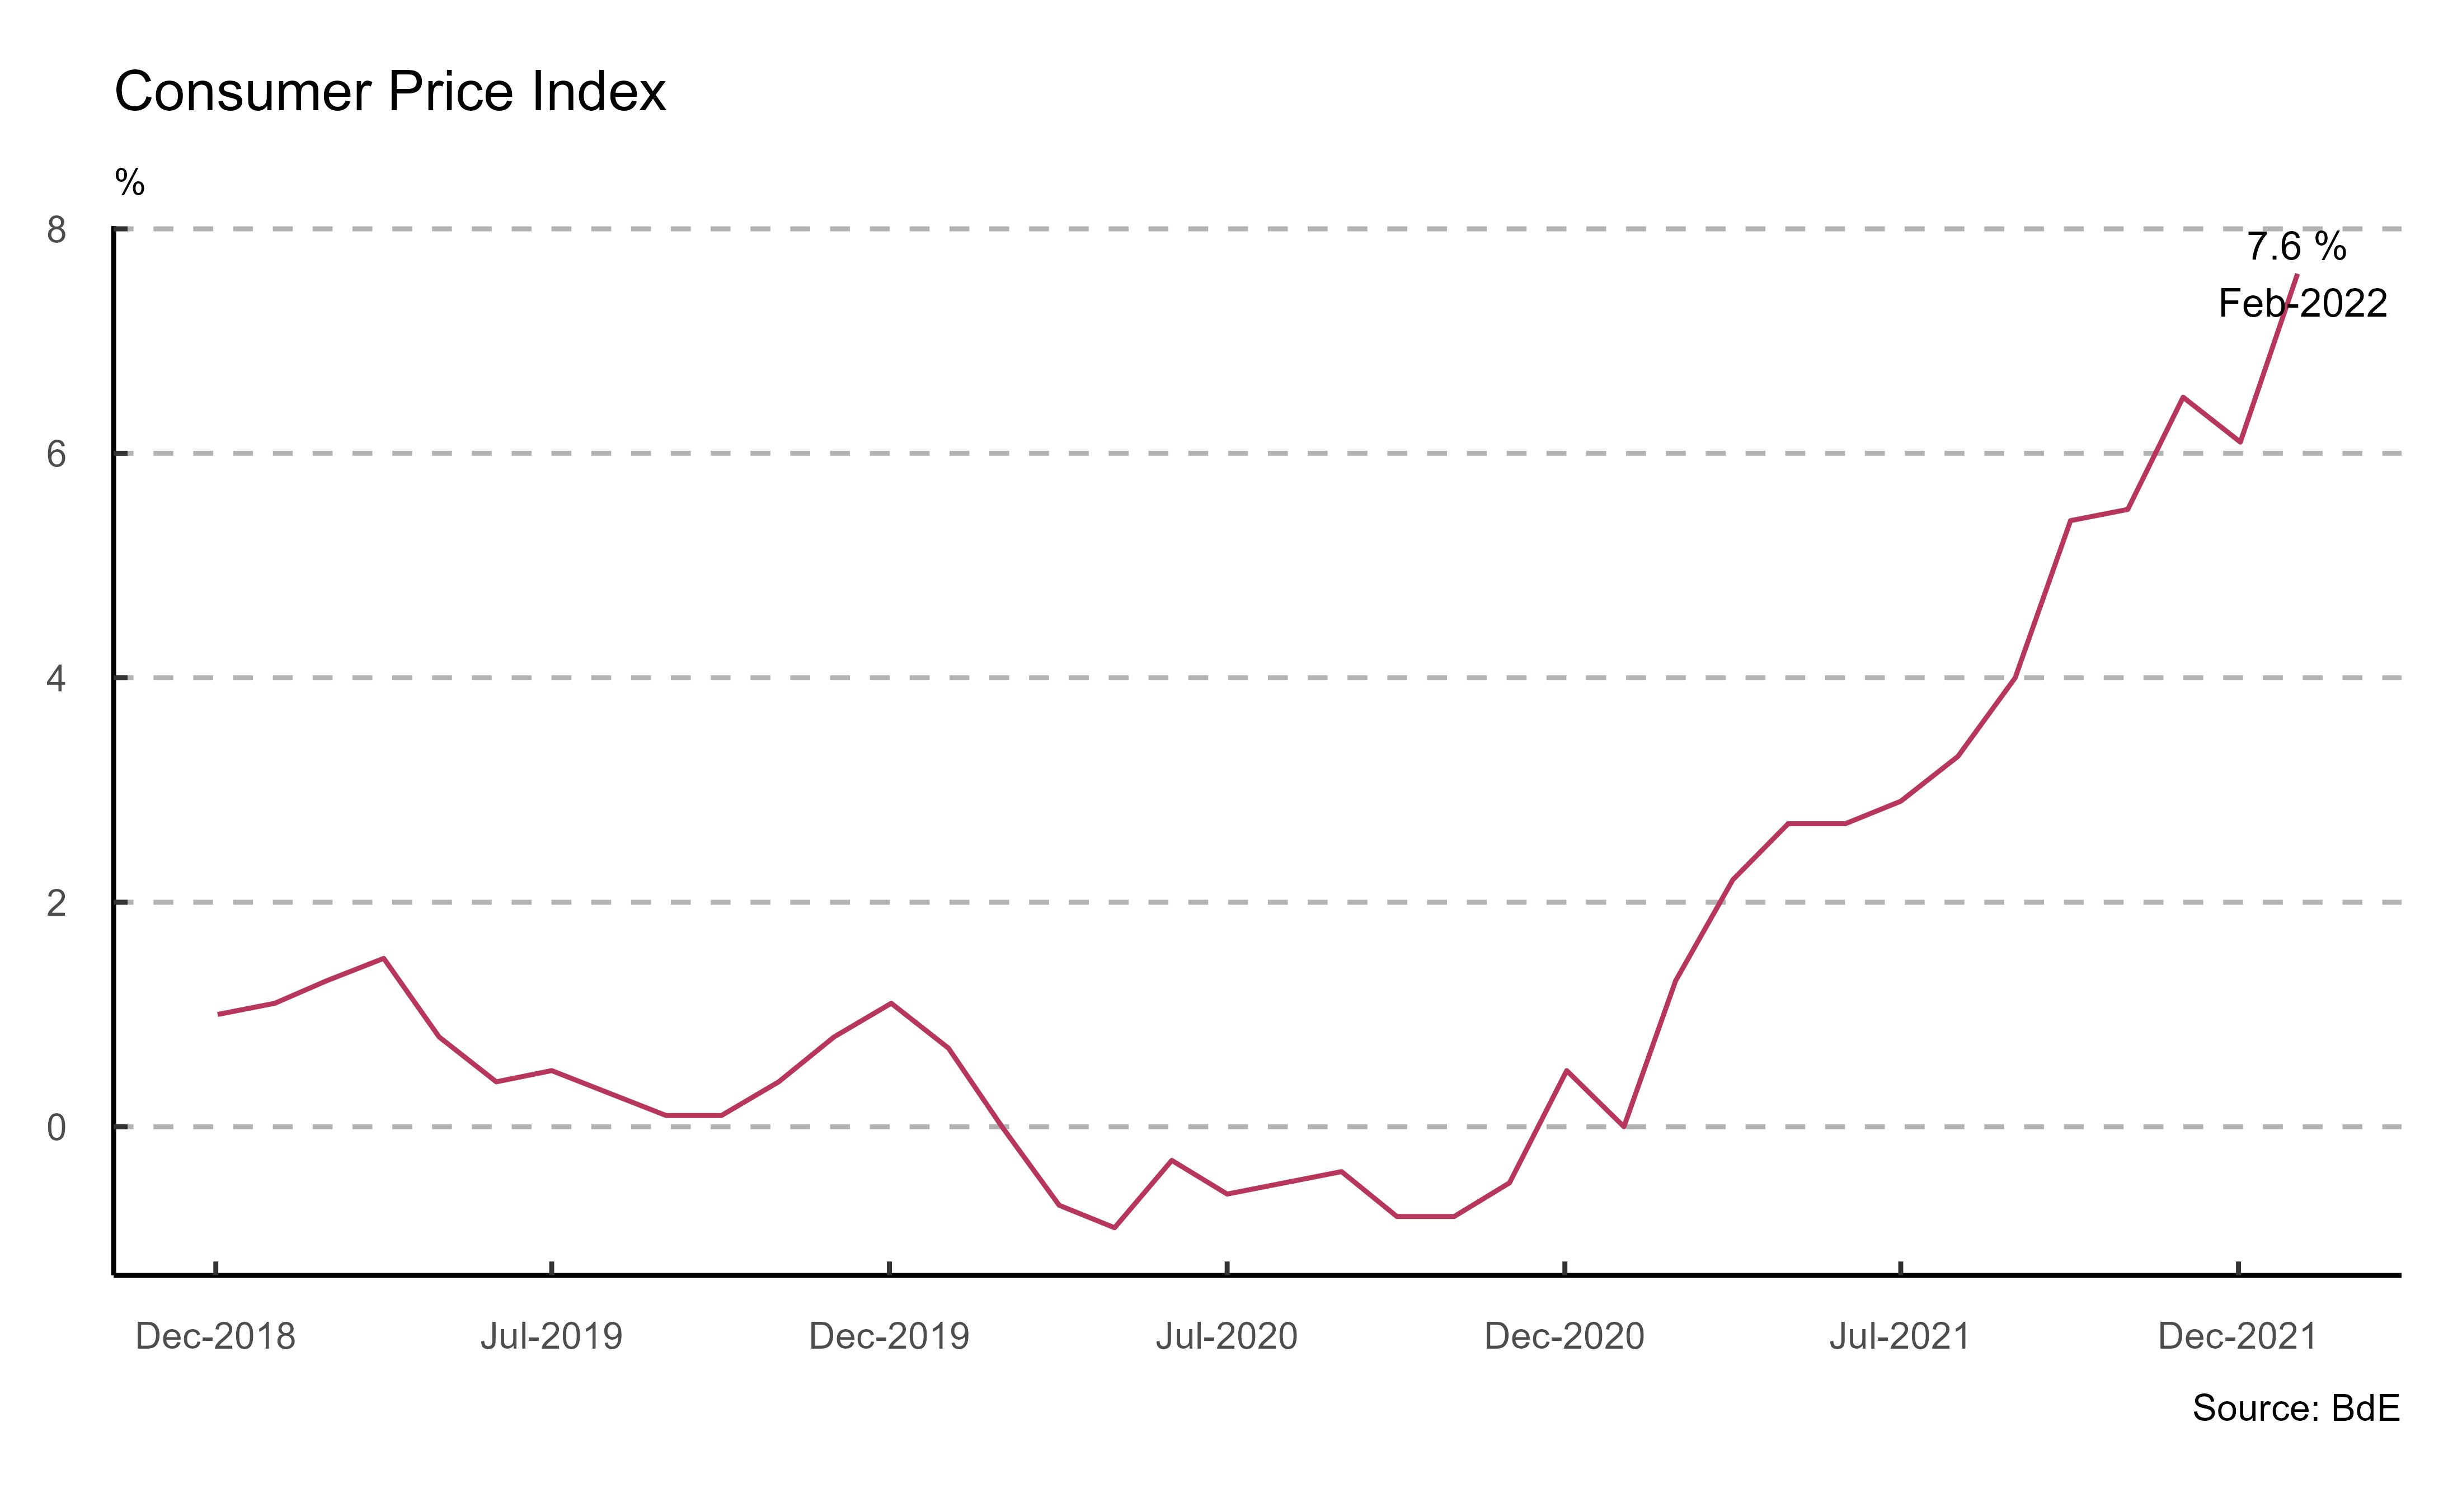 Consumer Price Index
%
8
7.6 %
Feb-2022
6
4
2
0
Dec-2018 Jul-2019 Dec-2019 Jul-2020 Dec-2020 Jul-2021 Dec-2021
Source: BdE